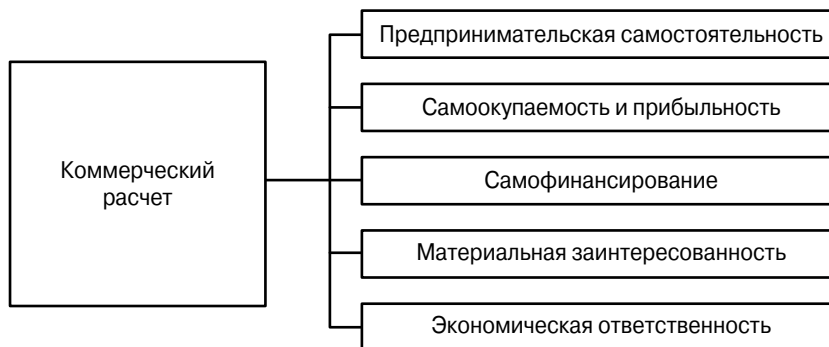 Предпринимательская самостоятельность
Самоокупаемость и прибыльность
Коммерческий
расчет
Самофинансирование
Материальная заинтересованность
Экономическая ответственность